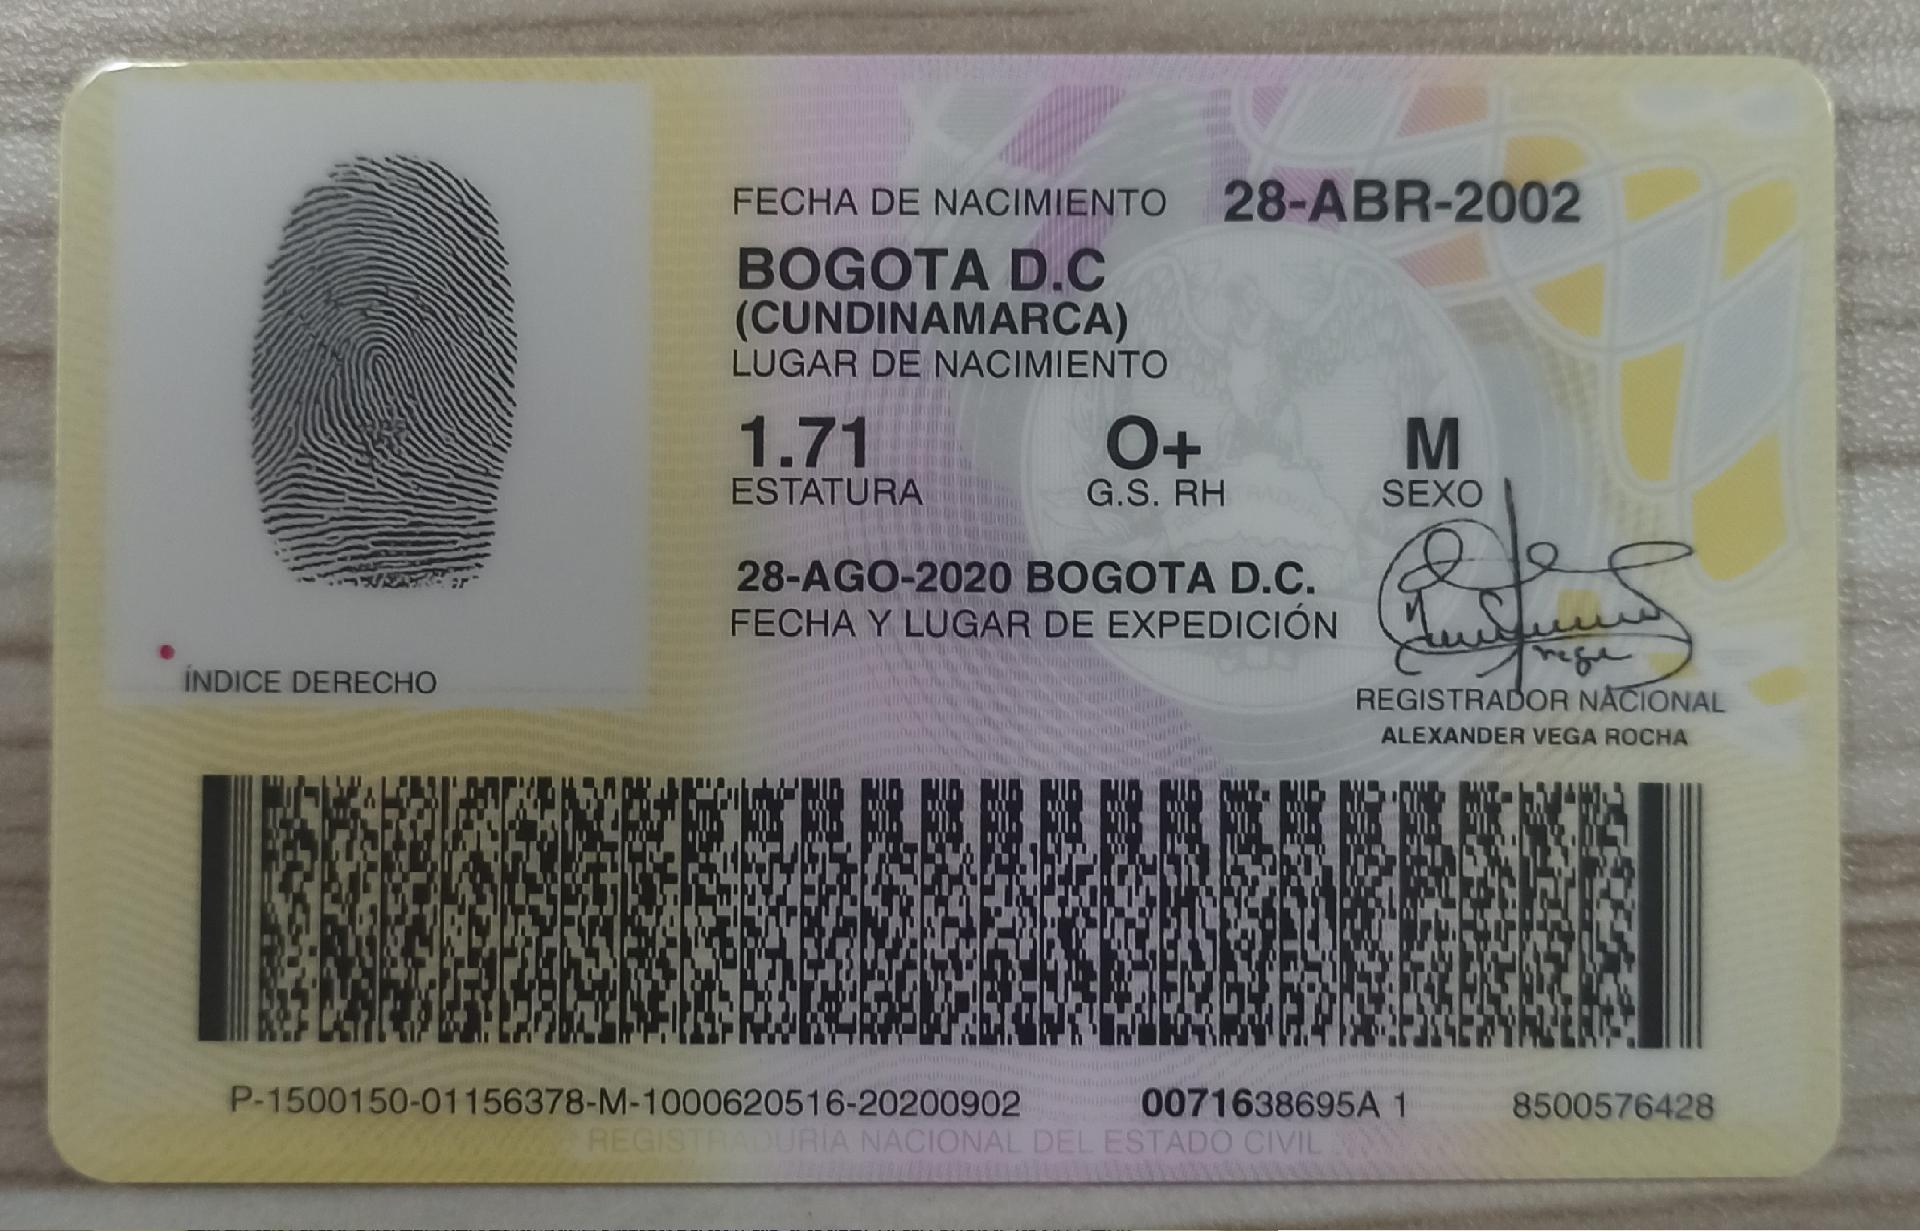 FECHA DE NACIMIENTO 28-ABR-2002
BOGOTA D.C
(CUNDINAMARCA)
LUGAR DE NACIMIENTO
1.71 O+ M
ESTATURA G.S. RH SEXO
28-AGO-2020 BOGOTA D.C.
FECHA Y LUGAR DE EXPEDICIÓN
ÍNDICE DERECHO
REGISTRADOR NACIONAL
ALEXANDER VEGA ROCHA
P-1500150-01156378-M-1000620516-20200902 0071638695A 1 8500576428
REGISTRADURÍA NACIONAL DEL ESTADO CIVIL